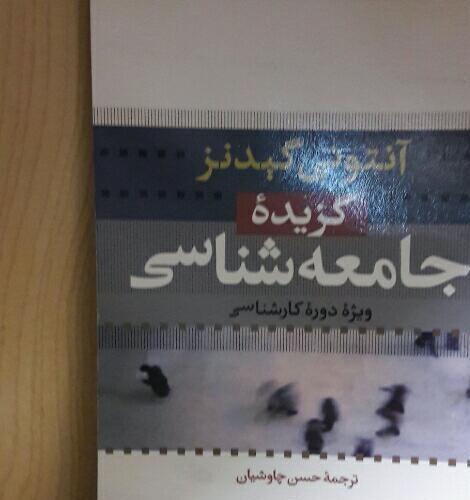 آنتونی گیدنز
گزیدهٔ
جامعه‌شناسی
ویژهٔ دورهٔ کارشناسی
ترجمهٔ حسن چاوشیان